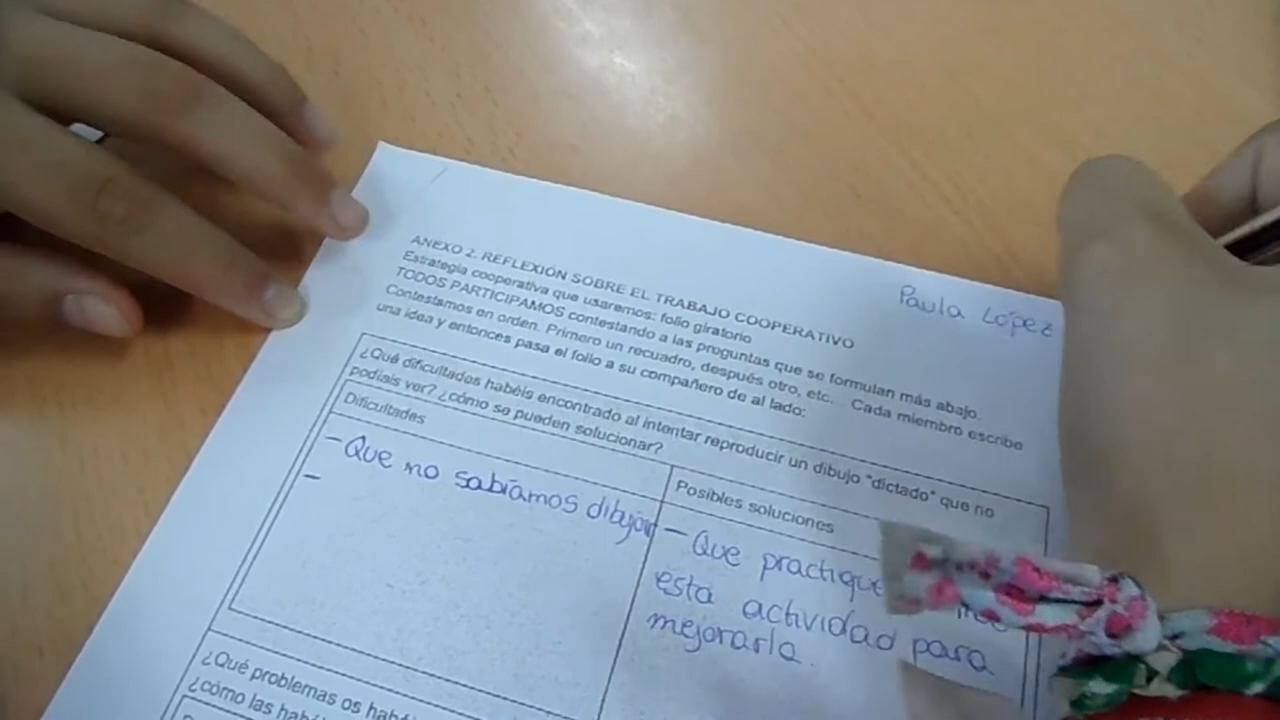 Paula López
ANEXO 2. REFLEXIÓN SOBRE EL TRABAJO COOPERATIVO
Estrategia cooperativa que usaremos: folio giratorio
TODOS PARTICIPAMOS contestando a las preguntas que se formulan más abajo.
Contestamos en orden. Primero un recuadro, después otro, etc. Cada miembro escribe
una idea y entonces pasa el folio a su compañero de al lado:
¿Qué dificultades habéis encontrado al intentar reproducir un dibujo "dictado" que no
podíais ver? ¿cómo se pueden solucionar?
Dificultades
- Que no sabíamos dibujar
-
Posibles soluciones
- Que
esta actividad para
mejorarla.
¿Qué problemas os
¿cómo las